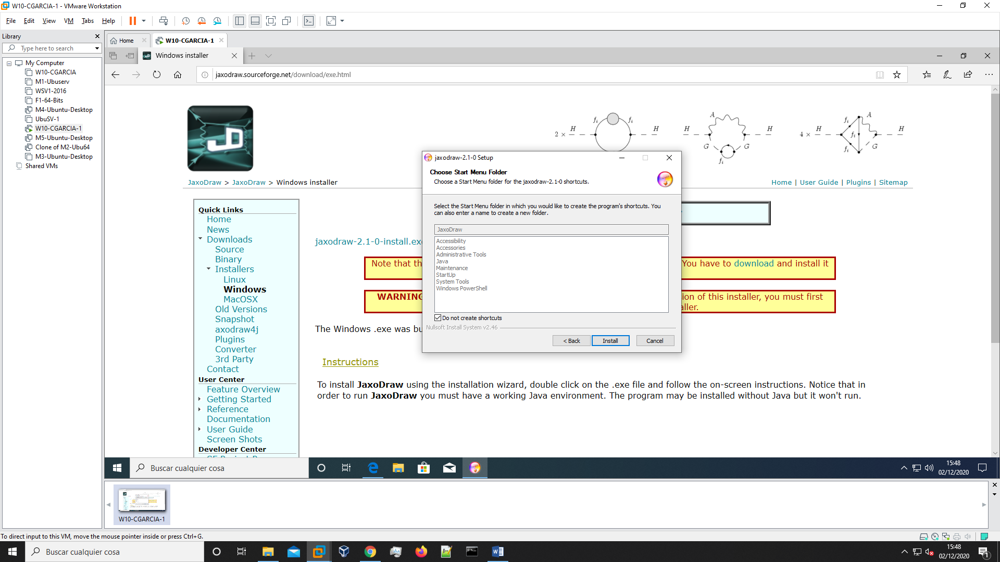 W10-CGARCIA-1 - VMware Workstation
File Edit View VM Tabs Help
Library
Type here to search
My Computer
W10-CGARCIA
M1-Ubuserv
WSV1-2016
F1-64-Bits
M4-Ubuntu-Desktop
UbuSV-1
W10-CGARCIA-1
M5-Ubuntu-Desktop
Clone of M2-Ubu64
M3-Ubuntu-Desktop
Shared VMs
Home W10-CGARCIA-1
Windows installer
jaxodraw.sourceforge.net/download/exe.html
JD
2 × H fi fi H
H A G G fi H
4 × H fi A fi fi G H
JaxoDraw > JaxoDraw > Windows installer
Home | User Guide | Plugins | Sitemap
Quick Links
Home
News
Downloads
Source
Binary
Installers
Linux
Windows
MacOSX
Old Versions
Snapshot
axodraw4j
Plugins
Converter
3rd Party
Contact
User Center
Feature Overview
Getting Started
Reference
Documentation
User Guide
Screen Shots
Developer Center
jaxodraw-2.1-0-install.exe
Note that th
You have to download and install it
WARNING
ion of this installer, you must first
aller.
The Windows .exe was bu
Instructions
To install JaxoDraw using the installation wizard, double click on the .exe file and follow the on-screen instructions. Notice that in
order to run JaxoDraw you must have a working Java environment. The program may be installed without Java but it won't run.
jaxodraw-2.1-0 Setup
Choose Start Menu Folder
Choose a Start Menu folder for the jaxodraw-2.1-0 shortcuts.
Select the Start Menu folder in which you would like to create the program's shortcuts. You
can also enter a name to create a new folder.
JaxoDraw
Accessibility
Accessories
Administrative Tools
Java
Maintenance
StartUp
System Tools
Windows PowerShell
Do not create shortcuts
Nullsoft Install System v2.46
< Back Install Cancel
Buscar cualquier cosa
15:48
02/12/2020
W10-CGARCIA-1
To direct input to this VM, move the mouse pointer inside or press Ctrl+G.
Buscar cualquier cosa
15:48
02/12/2020
1